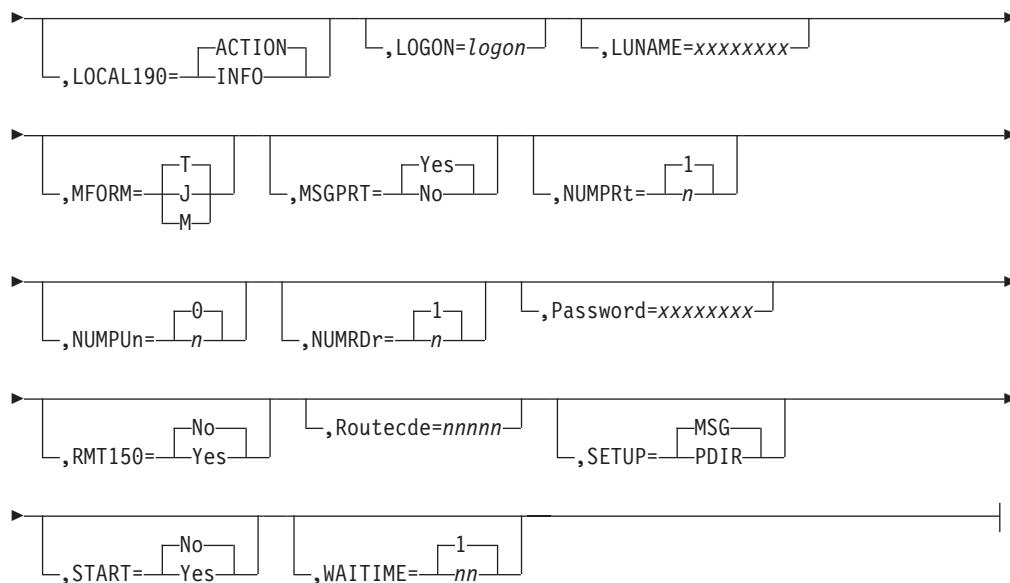 ,LOCAL190= ACTION INFO ,LOGON=logon ,LUNAME=xxxxxxxx
,MFORM= T J M ,MSGPRT= Yes No ,NUMPRt= 1 n
,NUMPUn= 0 n ,NUMRDr= 1 n ,Password=xxxxxxxx
,RMT150= No Yes ,Routecde=nnnnn ,SETUP= MSG PDIR
,START= No Yes ,WAITIME= 1 nn